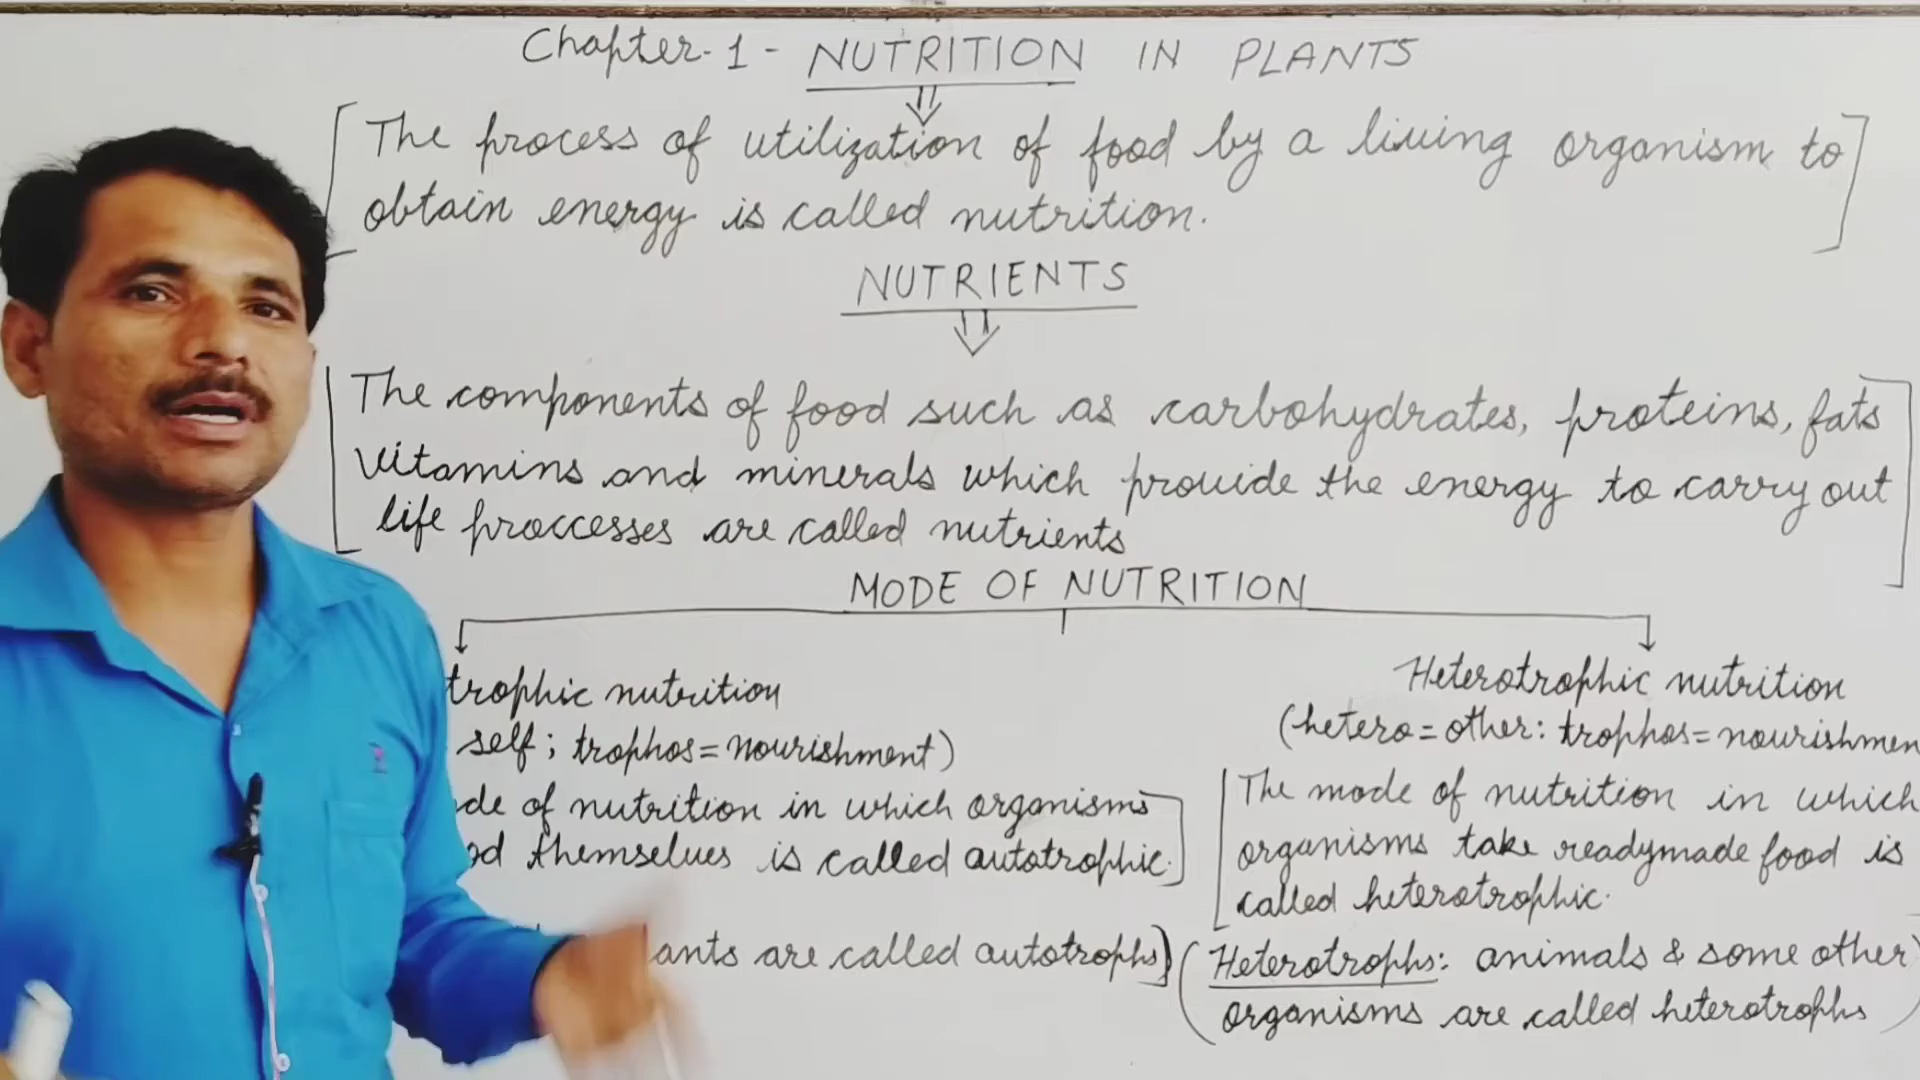 Chapter-1- NUTRITION IN PLANTS
The process of utilization of food by a living organism to
obtain energy is called nutrition.
NUTRIENTS
The components of food such as carbohydrates, proteins, fats
vitamins and minerals which provide the energy to carry out
life proccesses are called nutrients
MODE OF NUTRITION
trophic nutrition
self; trophos=nourishment)
de of nutrition in which organisms
od themselves is called autotrophic.
ants are called autotrophs)
Heterotrophic nutrition
(hetero=other: trophos=nourishmen
The mode of nutrition in which
organisms take readymade food is
called heterotrophic.
(Heterotrophs: animals & some other
organisms are called heterotrophs)